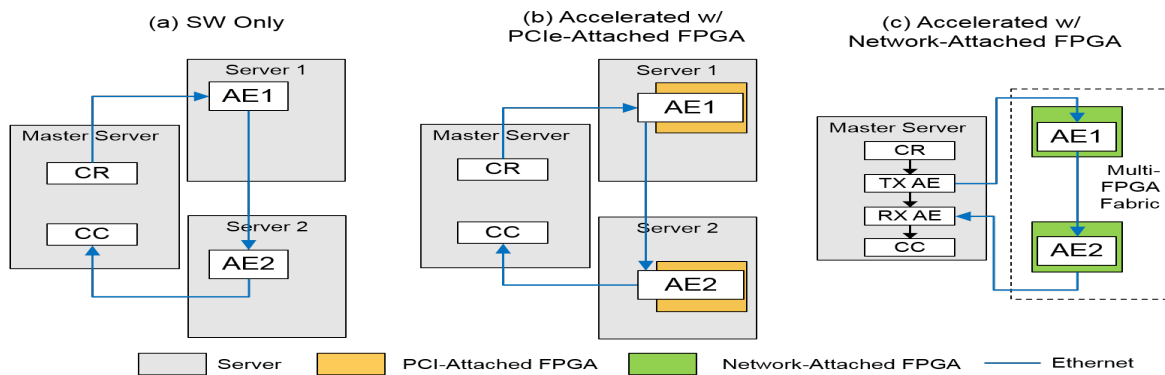 (a) SW Only
Server 1
AE1
Master Server
CR
CC
Server 2
AE2
(b) Accelerated w/
PCIe-Attached FPGA
Server 1
AE1
Master Server
CR
CC
Server 2
AE2
(c) Accelerated w/
Network-Attached FPGA
Master Server
CR
TX AE
RX AE
CC
AE1
Multi-
FPGA
Fabric
AE2
Server
PCI-Attached FPGA
Network-Attached FPGA
Ethernet